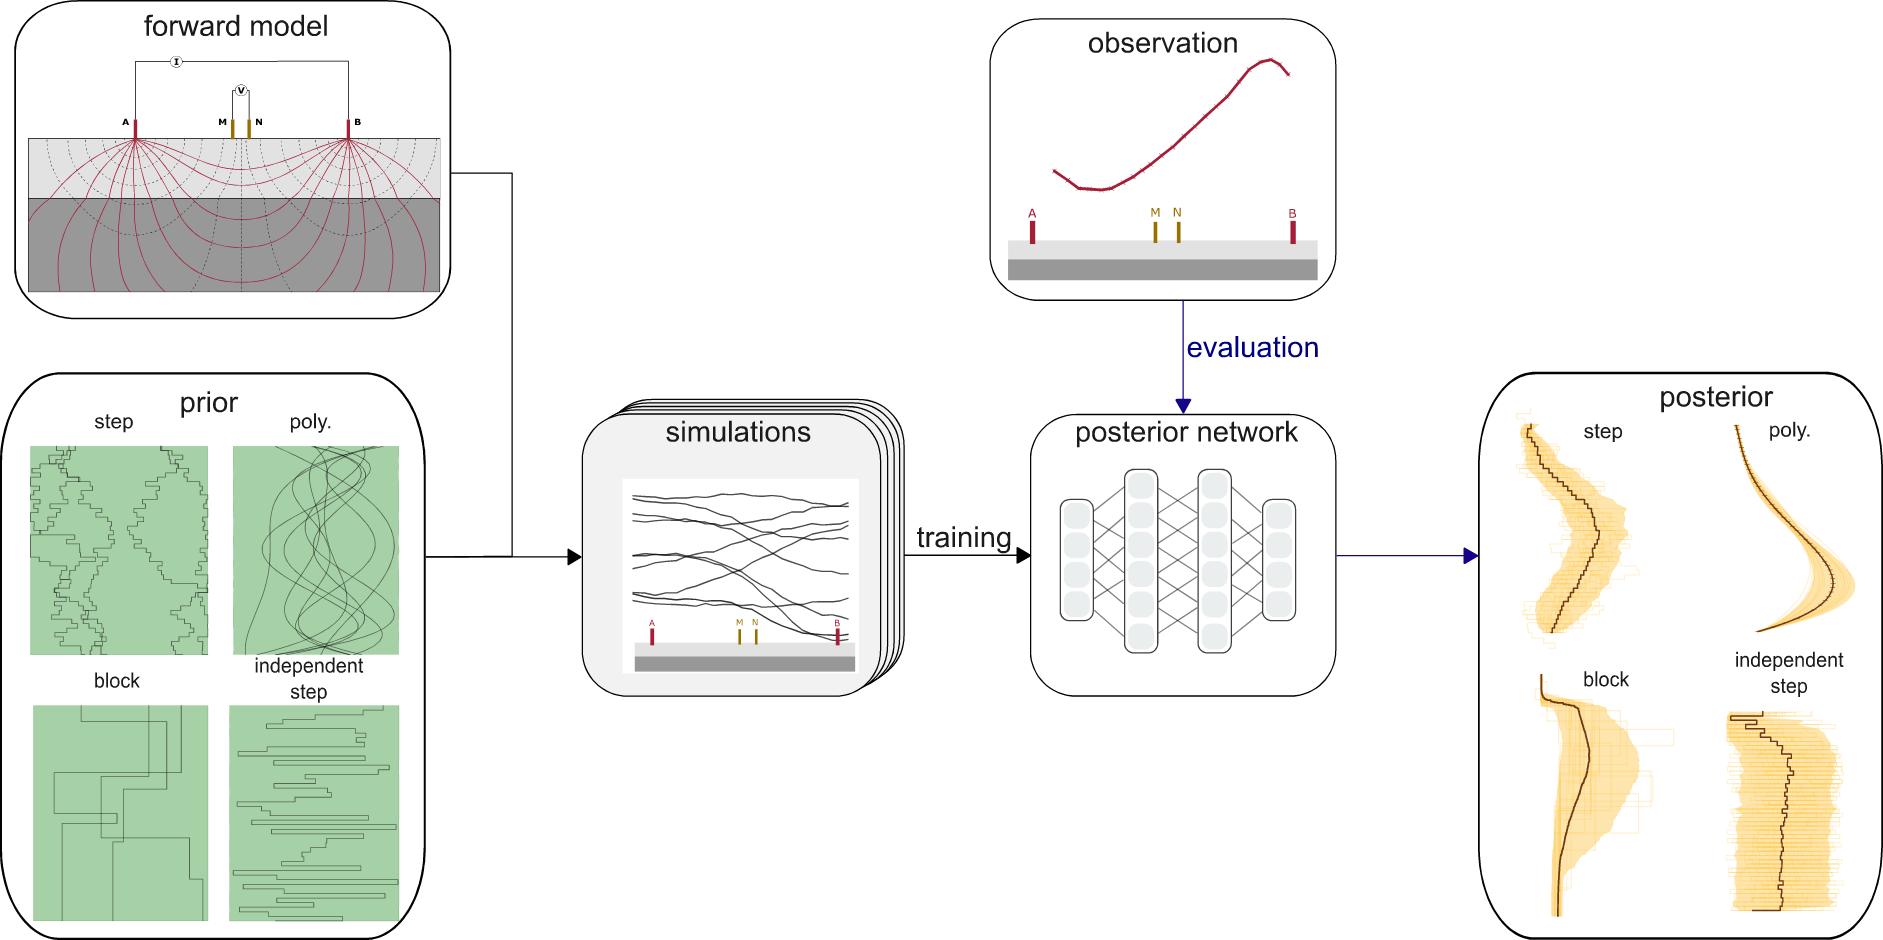 forward model
I
V
A
M
N
B
prior
step
poly.
block
independent
step
simulations
A
M
N
B
training
observation
A
M
N
B
evaluation
posterior network
posterior
step
poly.
block
independent
step